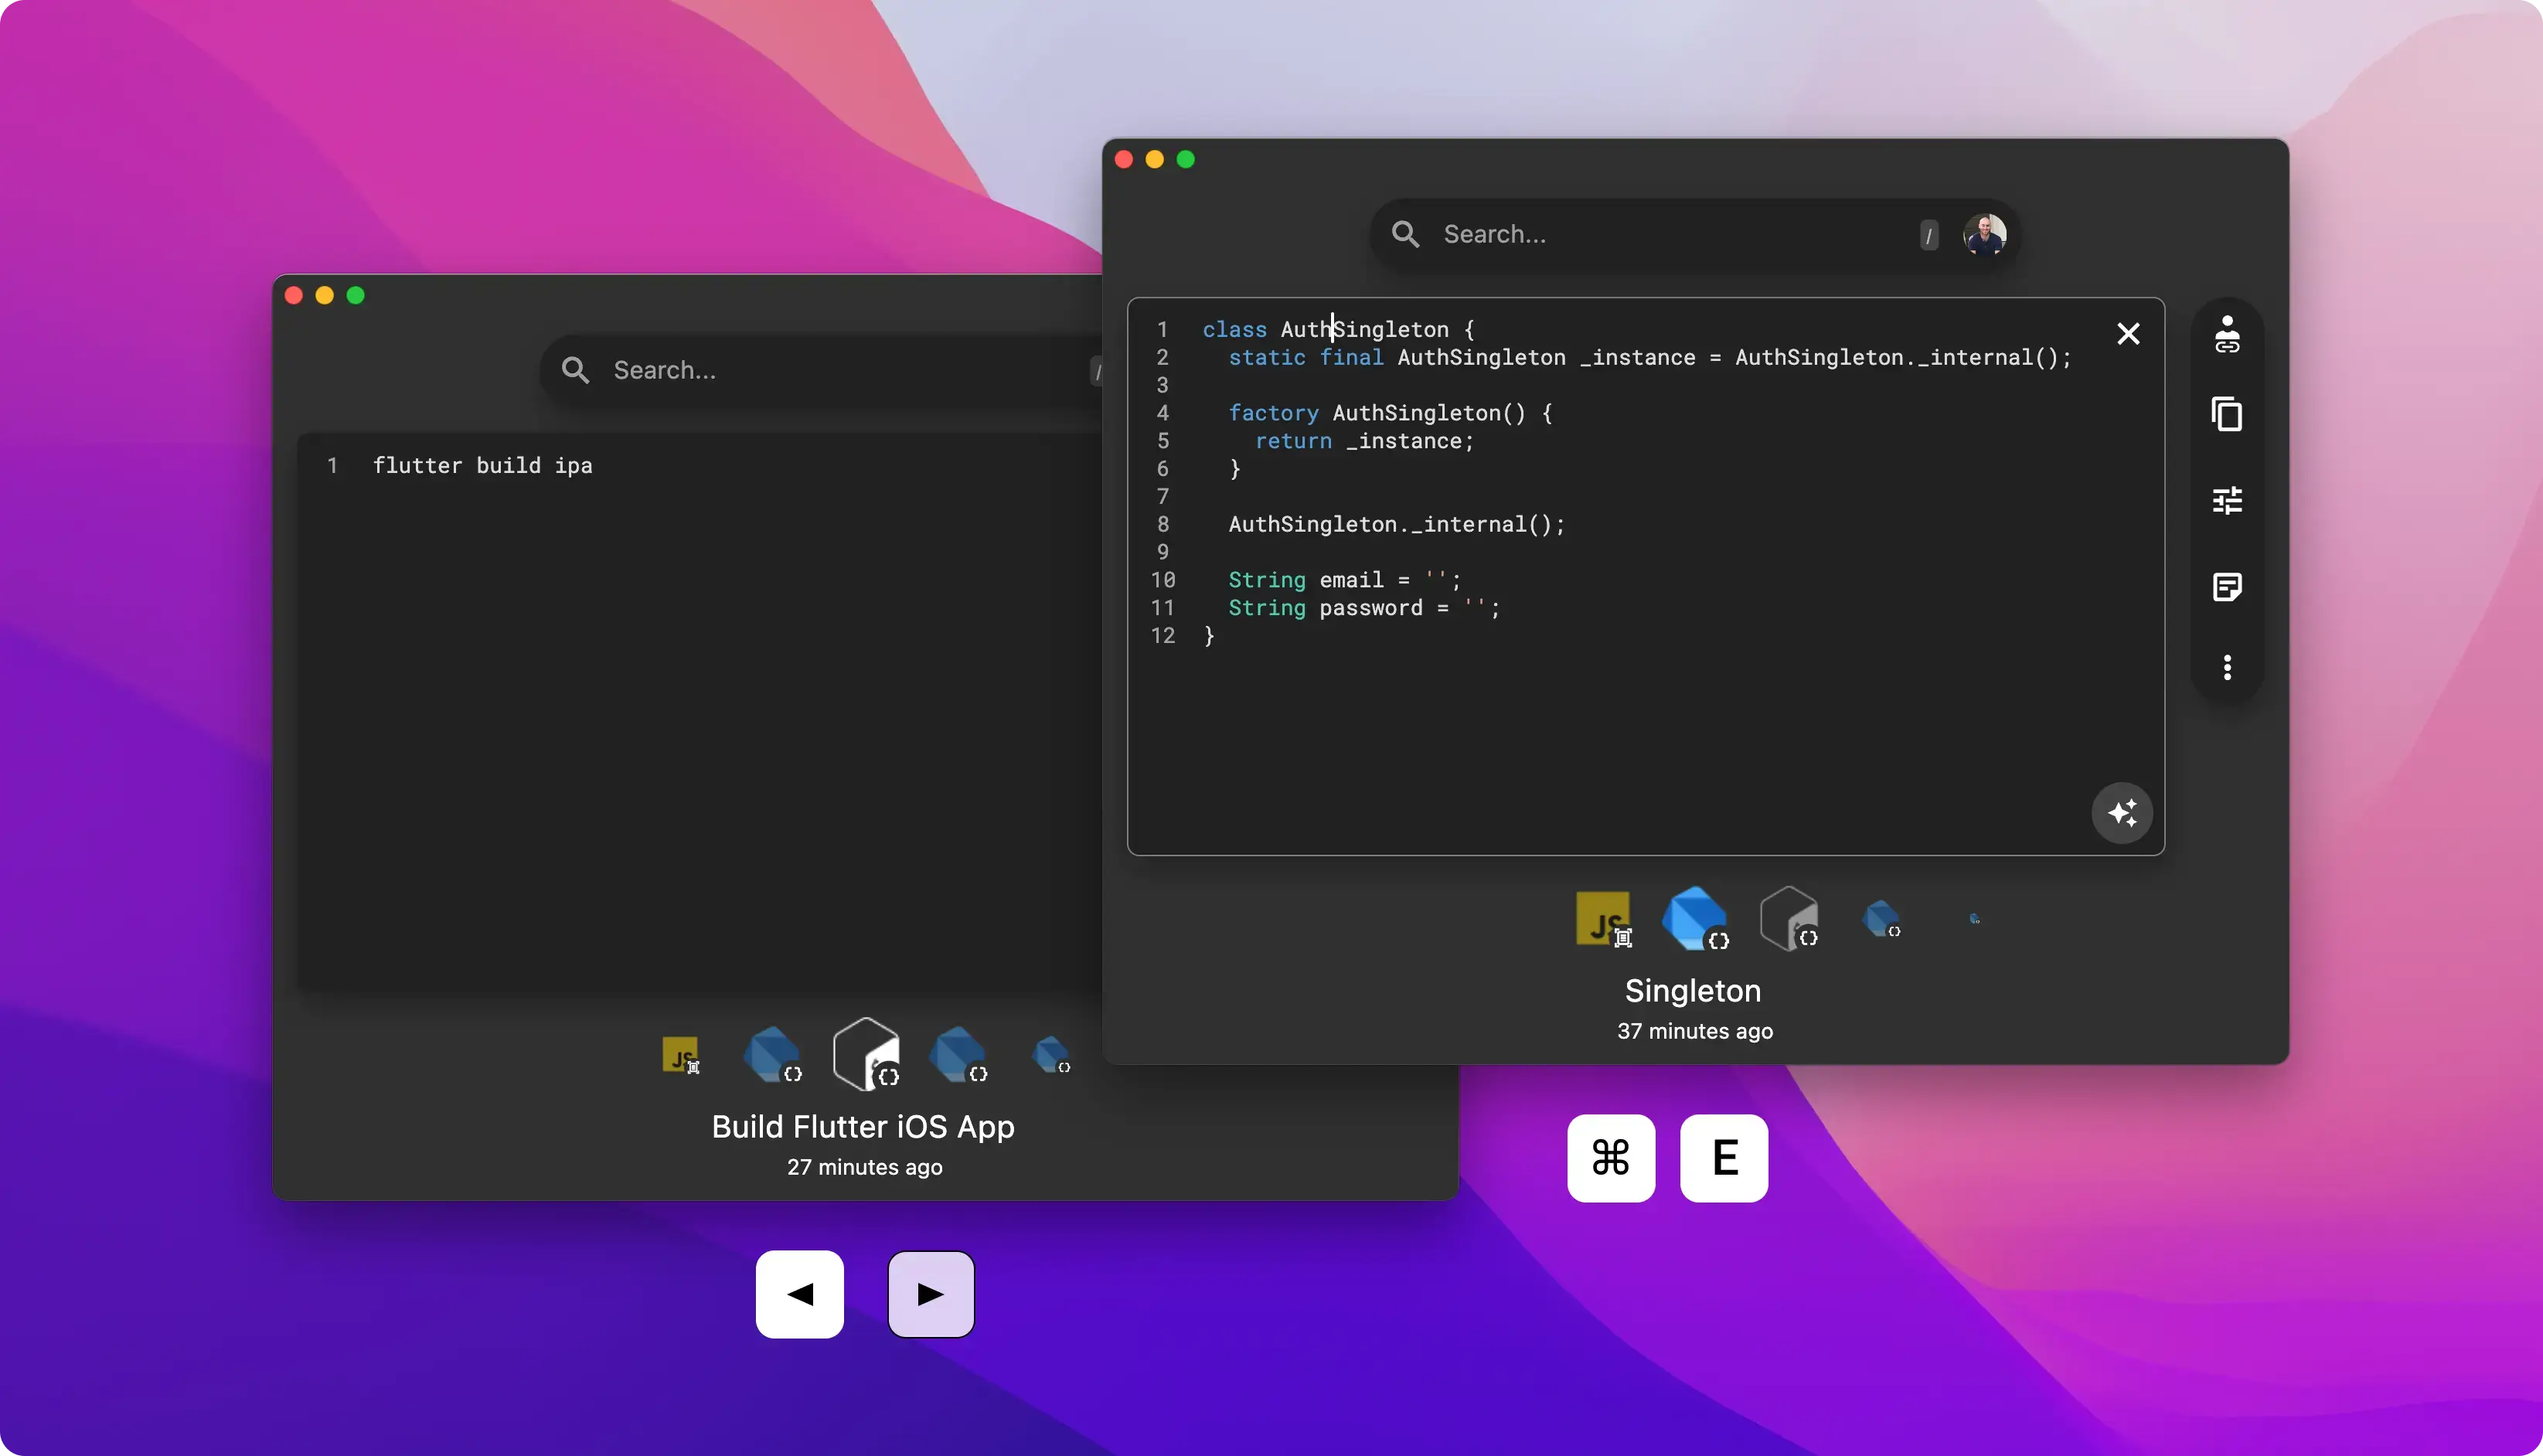 Search...
/
1 flutter build ipa
JS
{}
{}
{}
{}
Build Flutter iOS App
27 minutes ago
◀ ▶
Search...
/
1 class AuthSingleton {
2   static final AuthSingleton _instance = AuthSingleton._internal();
3
4   factory AuthSingleton() {
5     return _instance;
6   }
7
8   AuthSingleton._internal();
9
10   String email = '';
11   String password = '';
12 }
JS
{}
{}
{}
Singleton
37 minutes ago
⌘ E